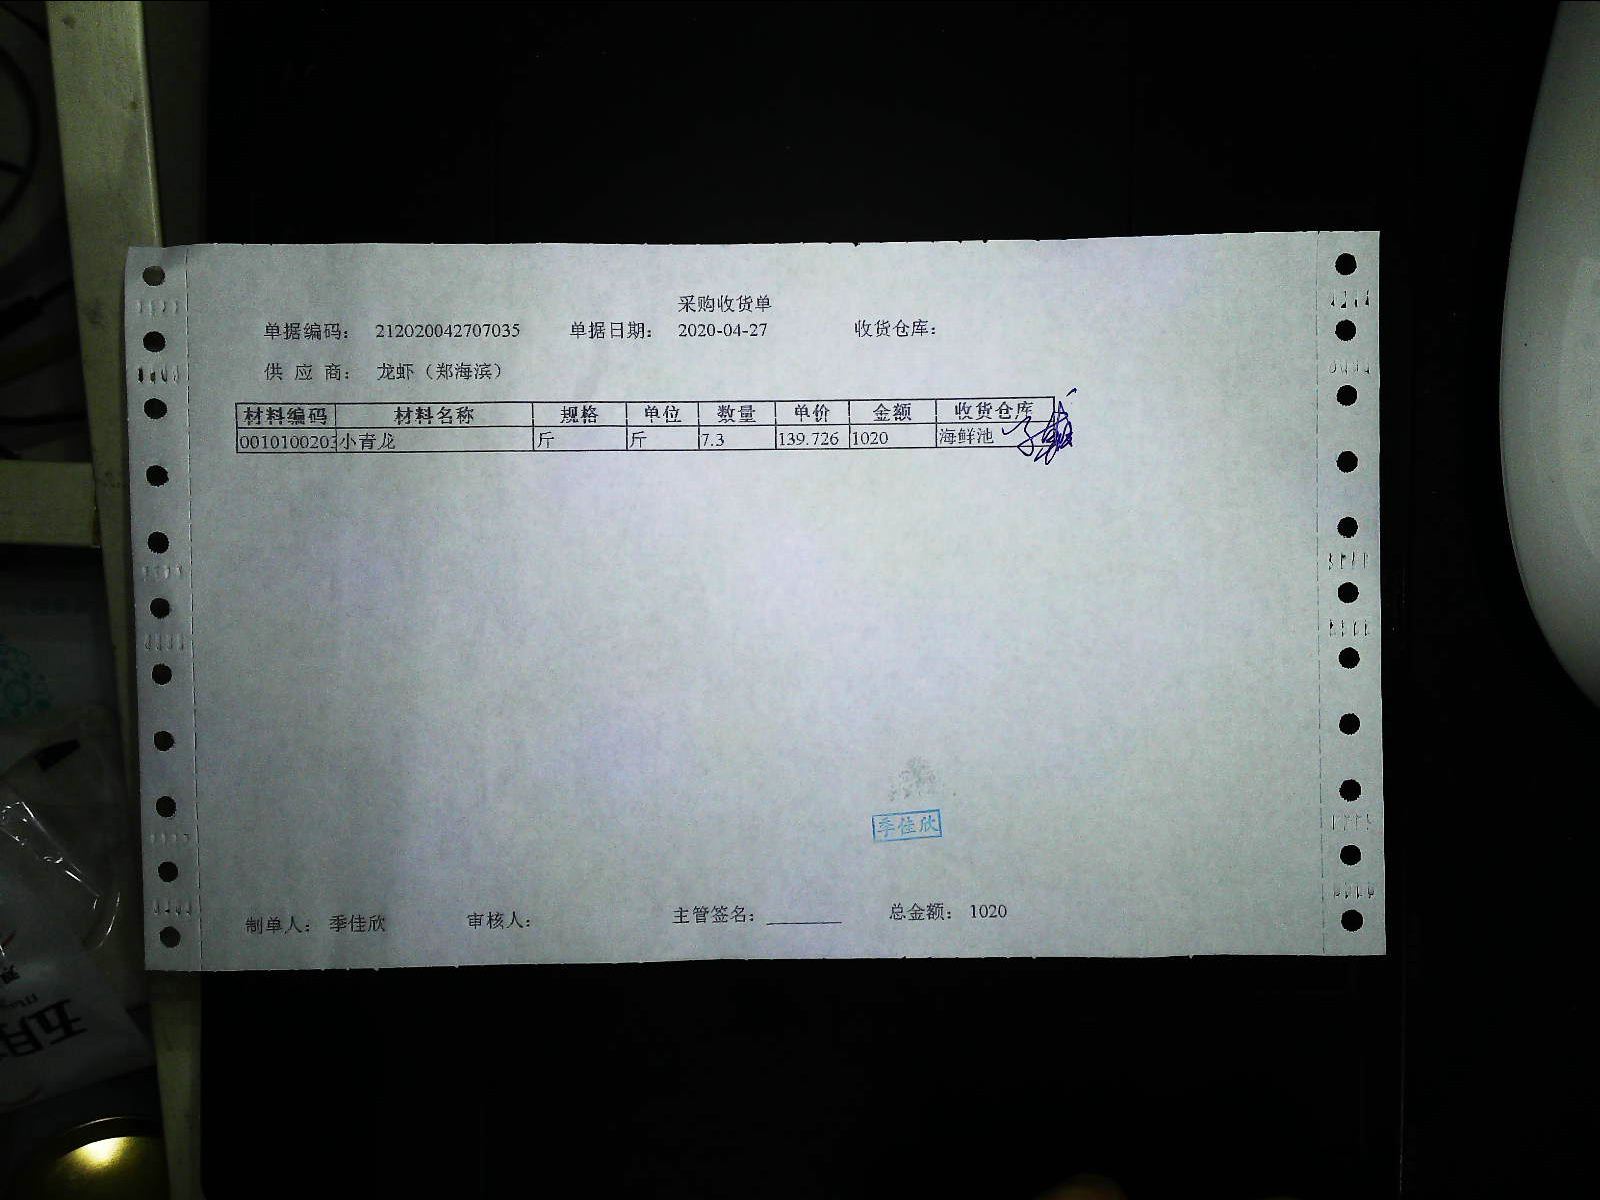 采购收货单
单据编码： 212020042707035 单据日期： 2020-04-27 收货仓库：
供 应 商： 龙虾（郑海滨）
材料编码 材料名称 规格 单位 数量 单价 金额 收货仓库
0010100203 小青龙 斤 斤 7.3 139.726 1020 海鲜池
季佳欣
制单人： 季佳欣 审核人： 主管签名： ________ 总金额： 1020
五月